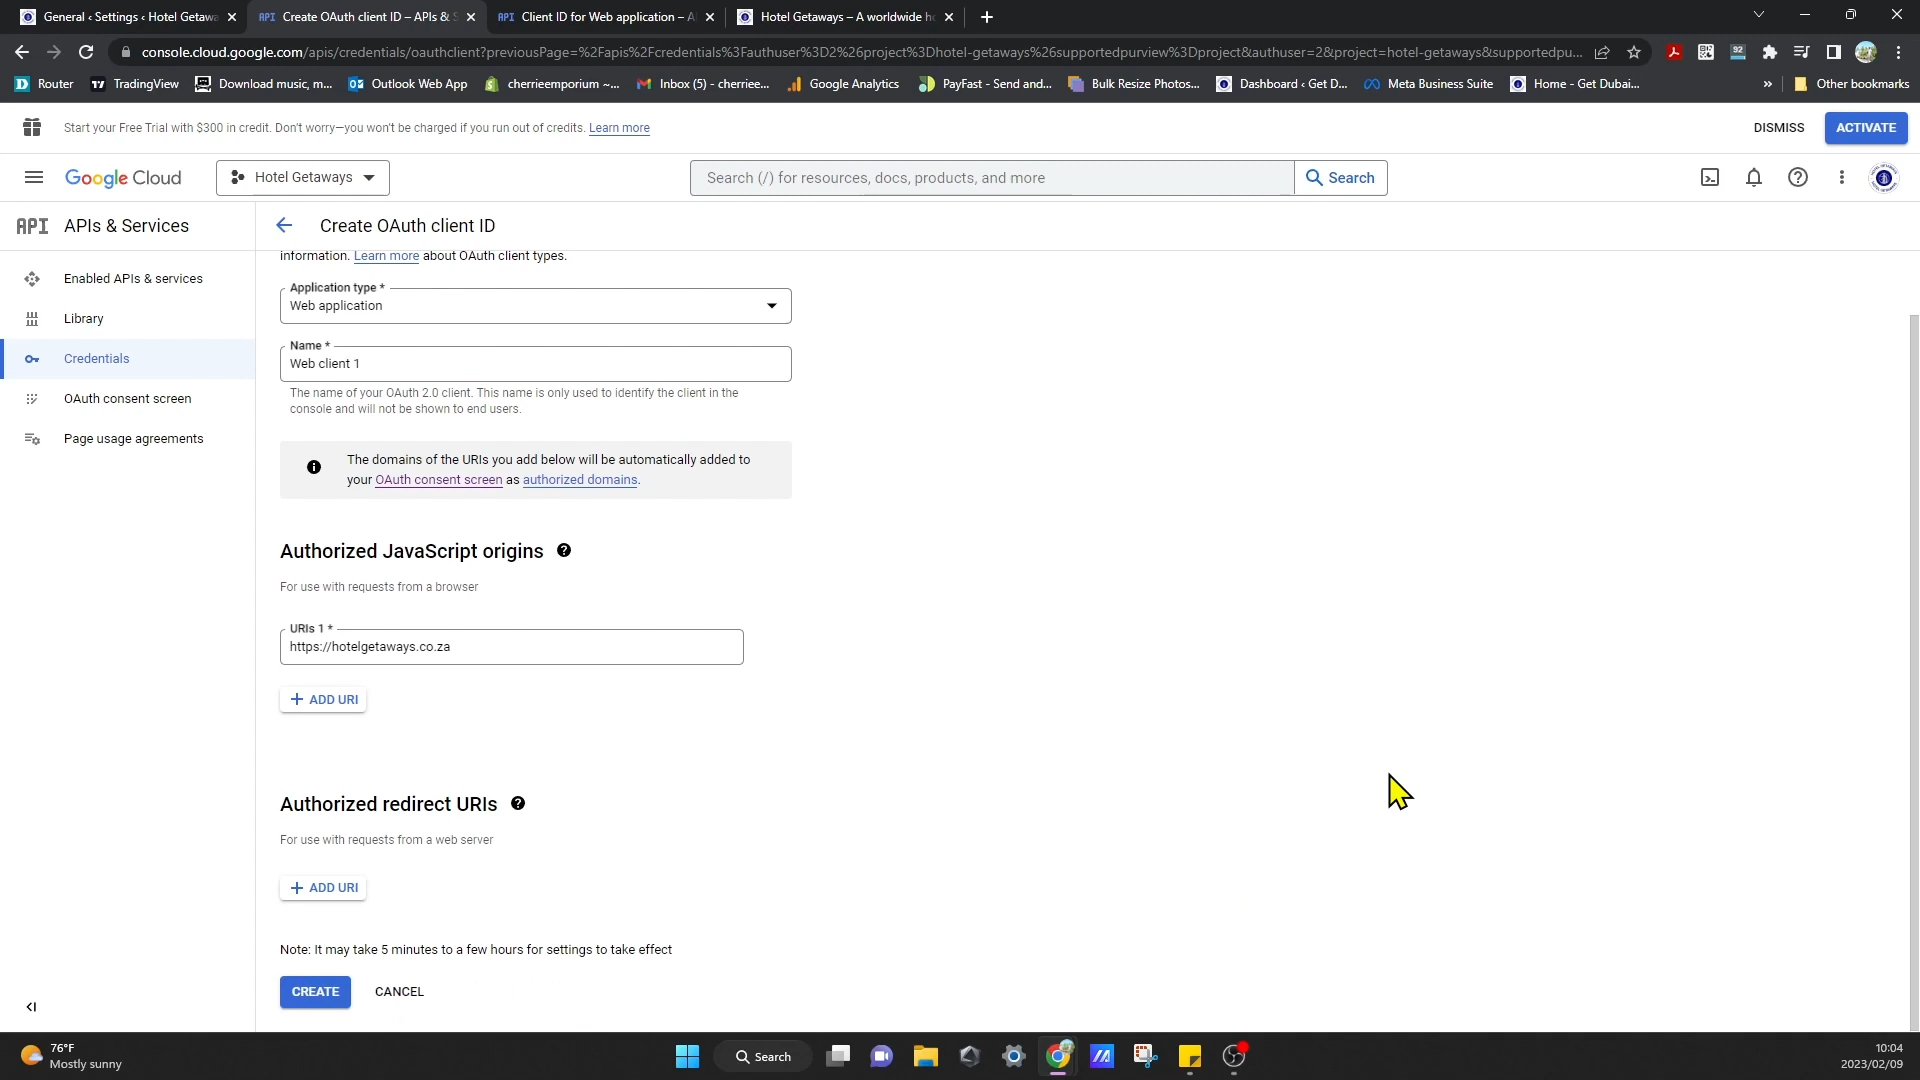 General ‹ Settings ‹ Hotel Getawa
Create OAuth client ID – APIs & S
Client ID for Web application – A
Hotel Getaways – A worldwide h
console.cloud.google.com/apis/credentials/oauthclient?previousPage=%2Fapis%2Fcredentials%3Fauthuser%3D2%26project%3Dhotel-getaways%26supportedpurview%3Dproject&authuser=2&project=hotel-getaways&supportedpu...
92
Router
TradingView
Download music, m...
Outlook Web App
cherrieemporium ~...
Inbox (5) - cherriee...
Google Analytics
PayFast - Send and...
Bulk Resize Photos...
Dashboard ‹ Get D...
Meta Business Suite
Home - Get Dubai...
»
Other bookmarks
Start your Free Trial with $300 in credit. Don't worry—you won't be charged if you run out of credits. Learn more
DISMISS
ACTIVATE
Google Cloud
Hotel Getaways
Search (/) for resources, docs, products, and more
Search
API APIs & Services
Create OAuth client ID
Enabled APIs & services
Library
Credentials
OAuth consent screen
Page usage agreements
information. Learn more about OAuth client types.
Application type *
Web application
Name *
Web client 1
The name of your OAuth 2.0 client. This name is only used to identify the client in the
console and will not be shown to end users.
The domains of the URIs you add below will be automatically added to
your OAuth consent screen as authorized domains.
Authorized JavaScript origins
For use with requests from a browser
URIs 1 *
https://hotelgetaways.co.za
+ ADD URI
Authorized redirect URIs
For use with requests from a web server
+ ADD URI
Note: It may take 5 minutes to a few hours for settings to take effect
CREATE
CANCEL
76°F
Mostly sunny
Search
10:04
2023/02/09